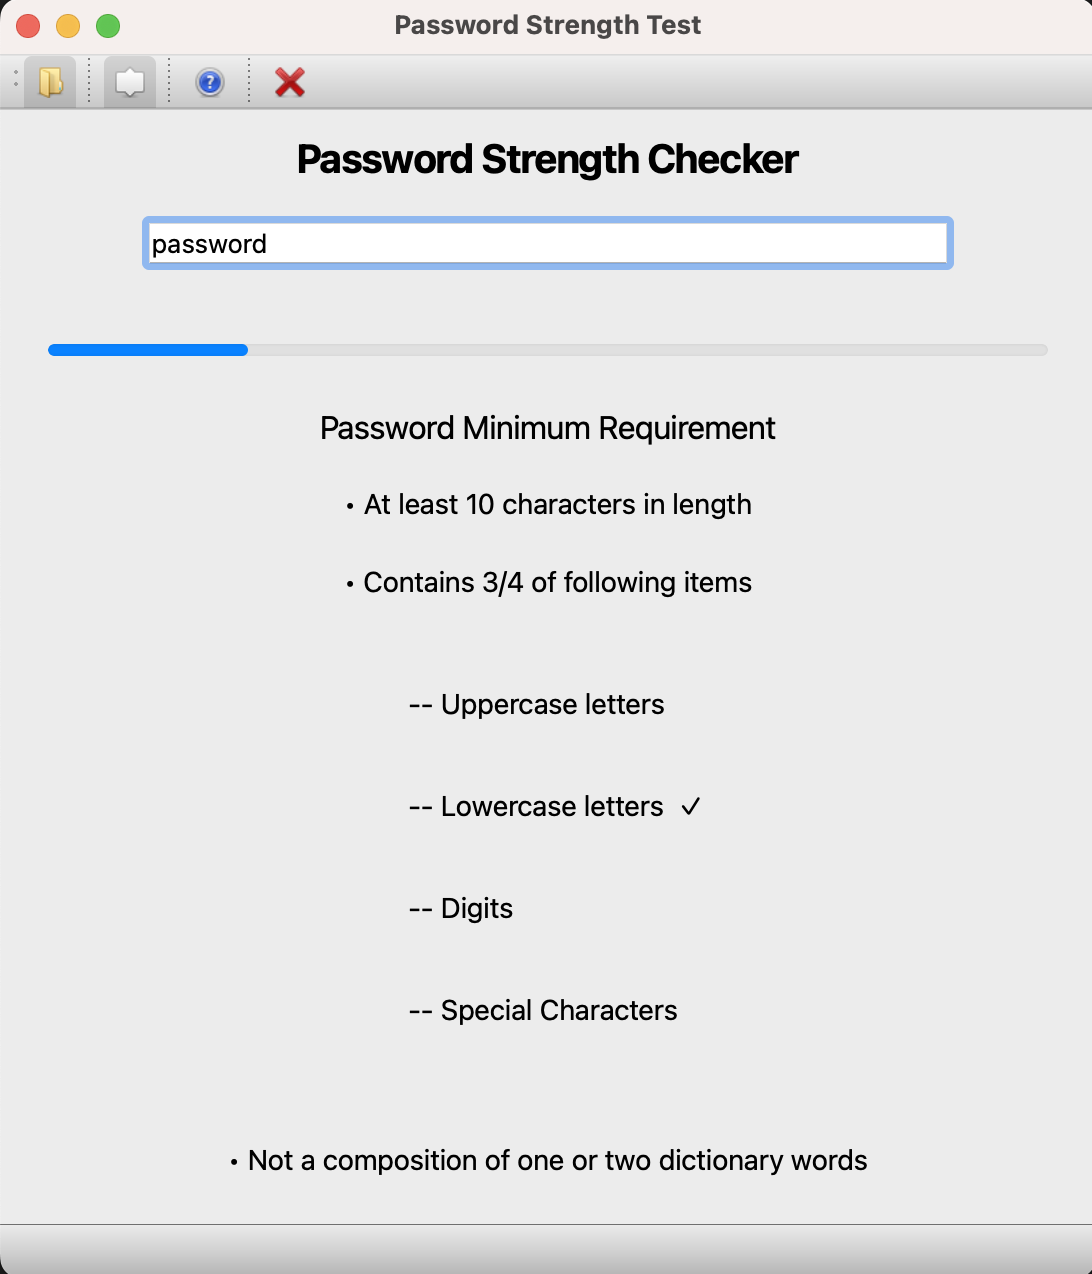 Password Strength Test
?
Password Strength Checker
password
Password Minimum Requirement
• At least 10 characters in length
• Contains 3/4 of following items
-- Uppercase letters
-- Lowercase letters ✓
-- Digits
-- Special Characters
• Not a composition of one or two dictionary words